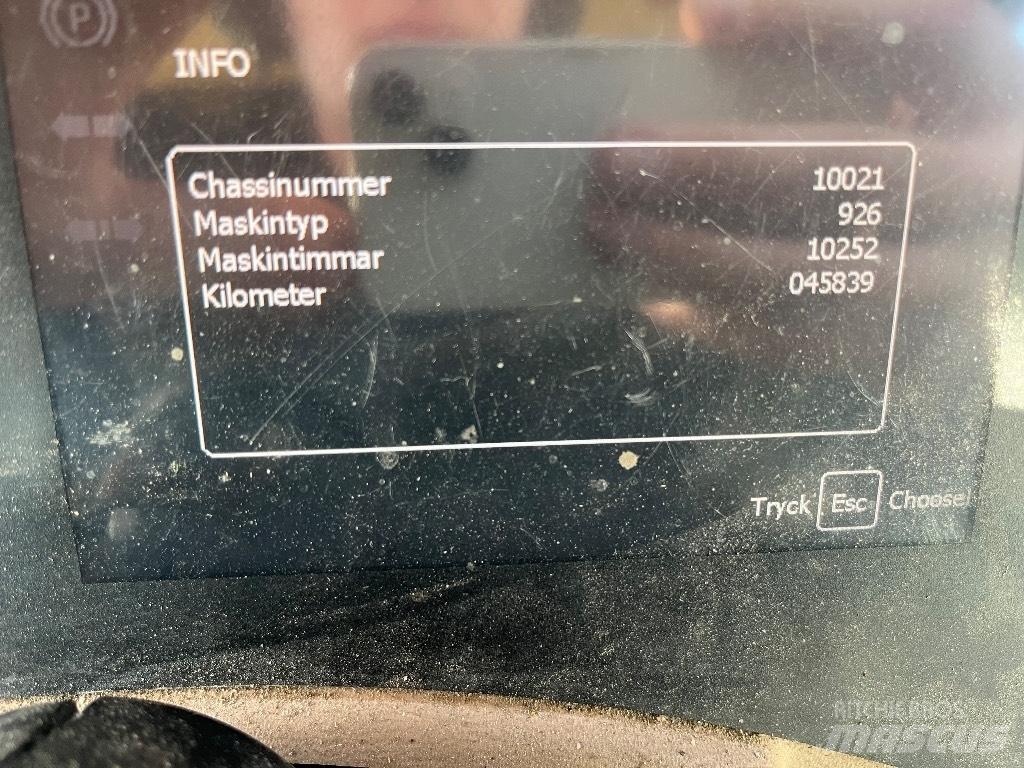 P
INFO
Chassinummer 10021
Maskintyp 926
Maskintimmar 10252
Kilometer 045839
Tryck Esc Choose!
RITCHIE BROS
MASCUS